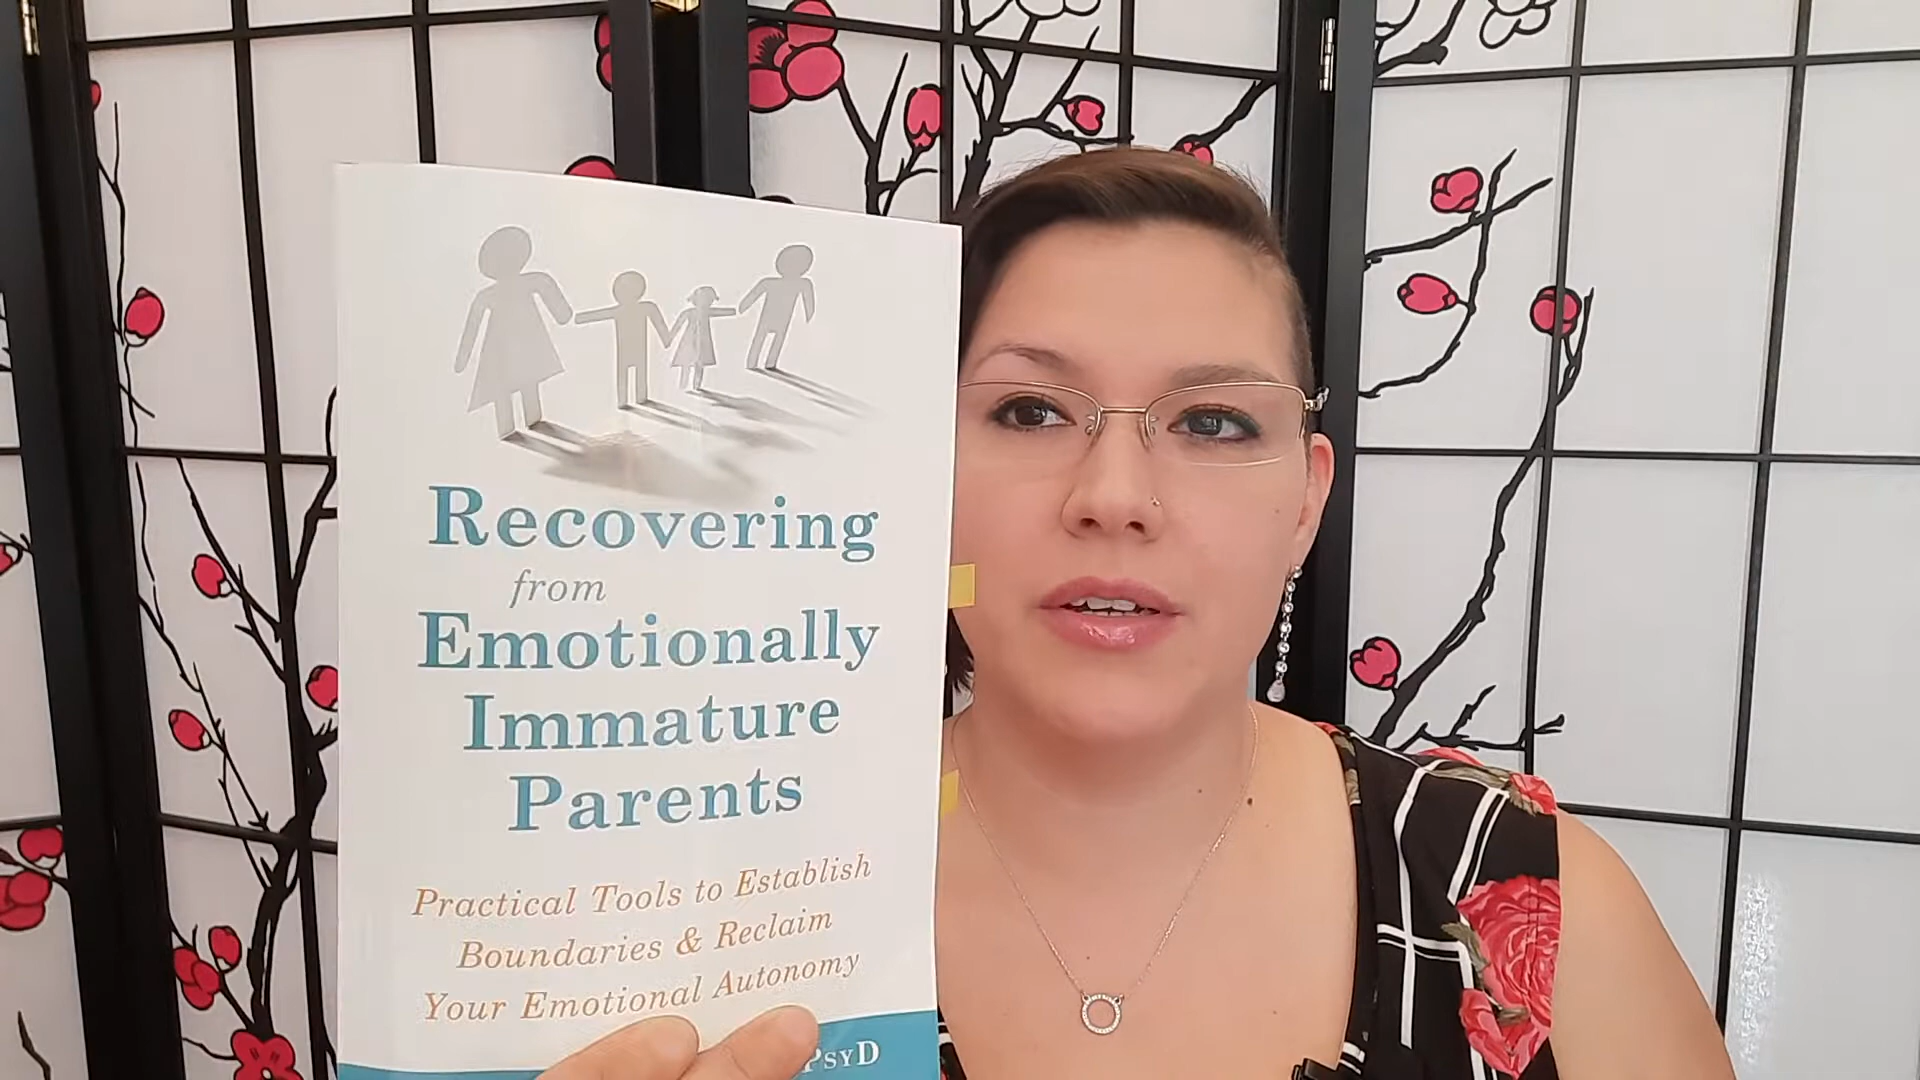 Recovering
from
Emotionally
Immature
Parents
Practical Tools to Establish
Boundaries & Reclaim
Your Emotional Autonomy
PsyD